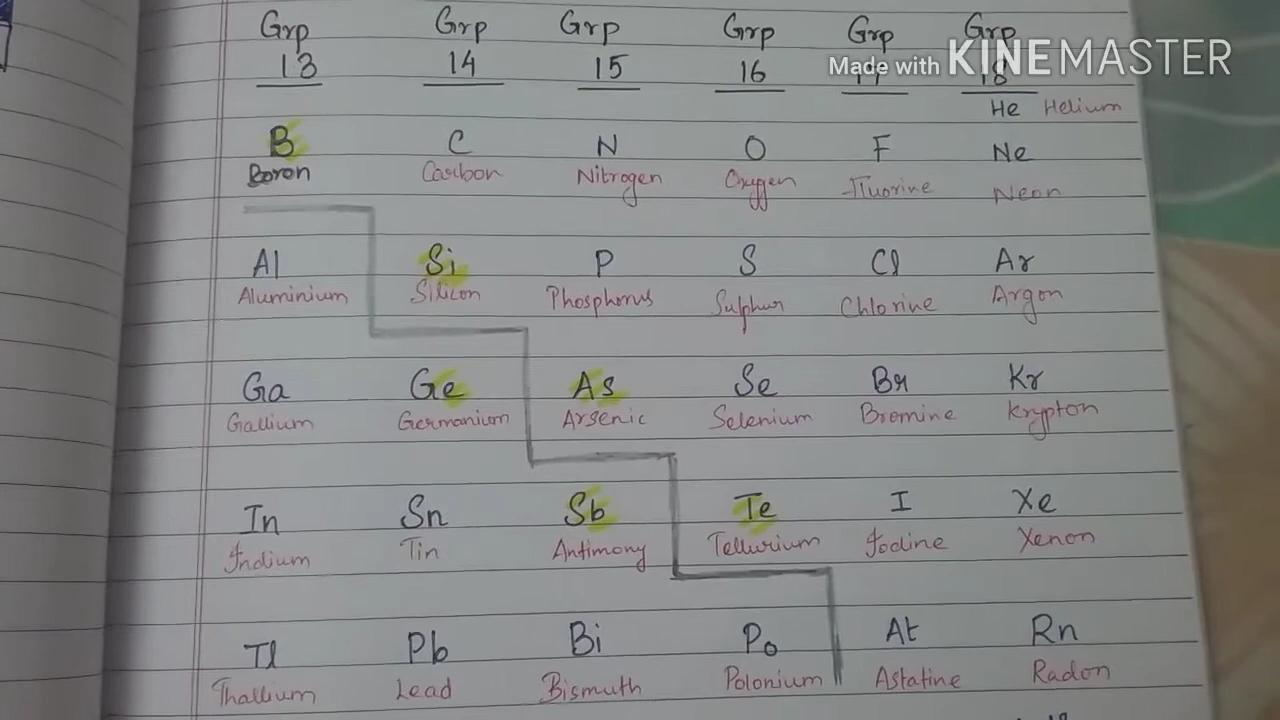 Grp Grp Grp Grp Grp Grp
13 14 15 16 17 18
Made with KINEMASTER
He Helium
B C N O F Ne
Boron Carbon Nitrogen Oxygen Fluorine Neon
Al Si P S Cl Ar
Aluminium Silicon Phosphorus Sulphur Chlorine Argon
Ga Ge As Se Br Kr
Gallium Germanium Arsenic Selenium Bromine Krypton
In Sn Sb Te I Xe
Indium Tin Antimony Tellurium Iodine Xenon
Tl Pb Bi Po At Rn
Thallium Lead Bismuth Polonium Astatine Radon